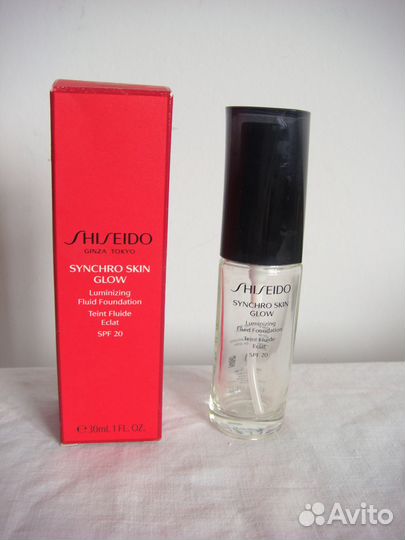 SHISEIDO
GINZA TOKYO
SYNCHRO SKIN
GLOW
Luminizing
Fluid Foundation
Teint Fluide
Eclat
SPF 20
℮ 30mL 1 FL. OZ.
SHISEIDO
SYNCHRO SKIN
GLOW
Luminizing
Fluid Foundation
Teint Fluide
Eclat
SPF 20
Avito